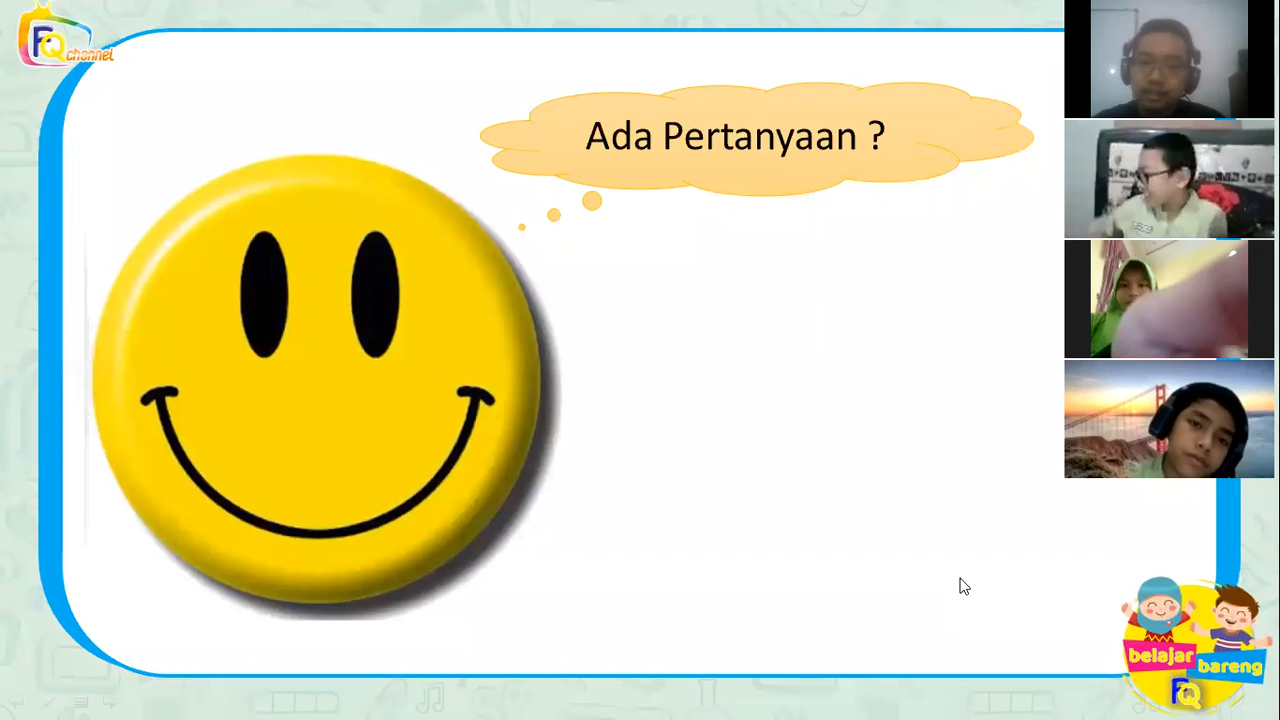 FQ channel
Ada Pertanyaan ?
belajar
bareng
FQ